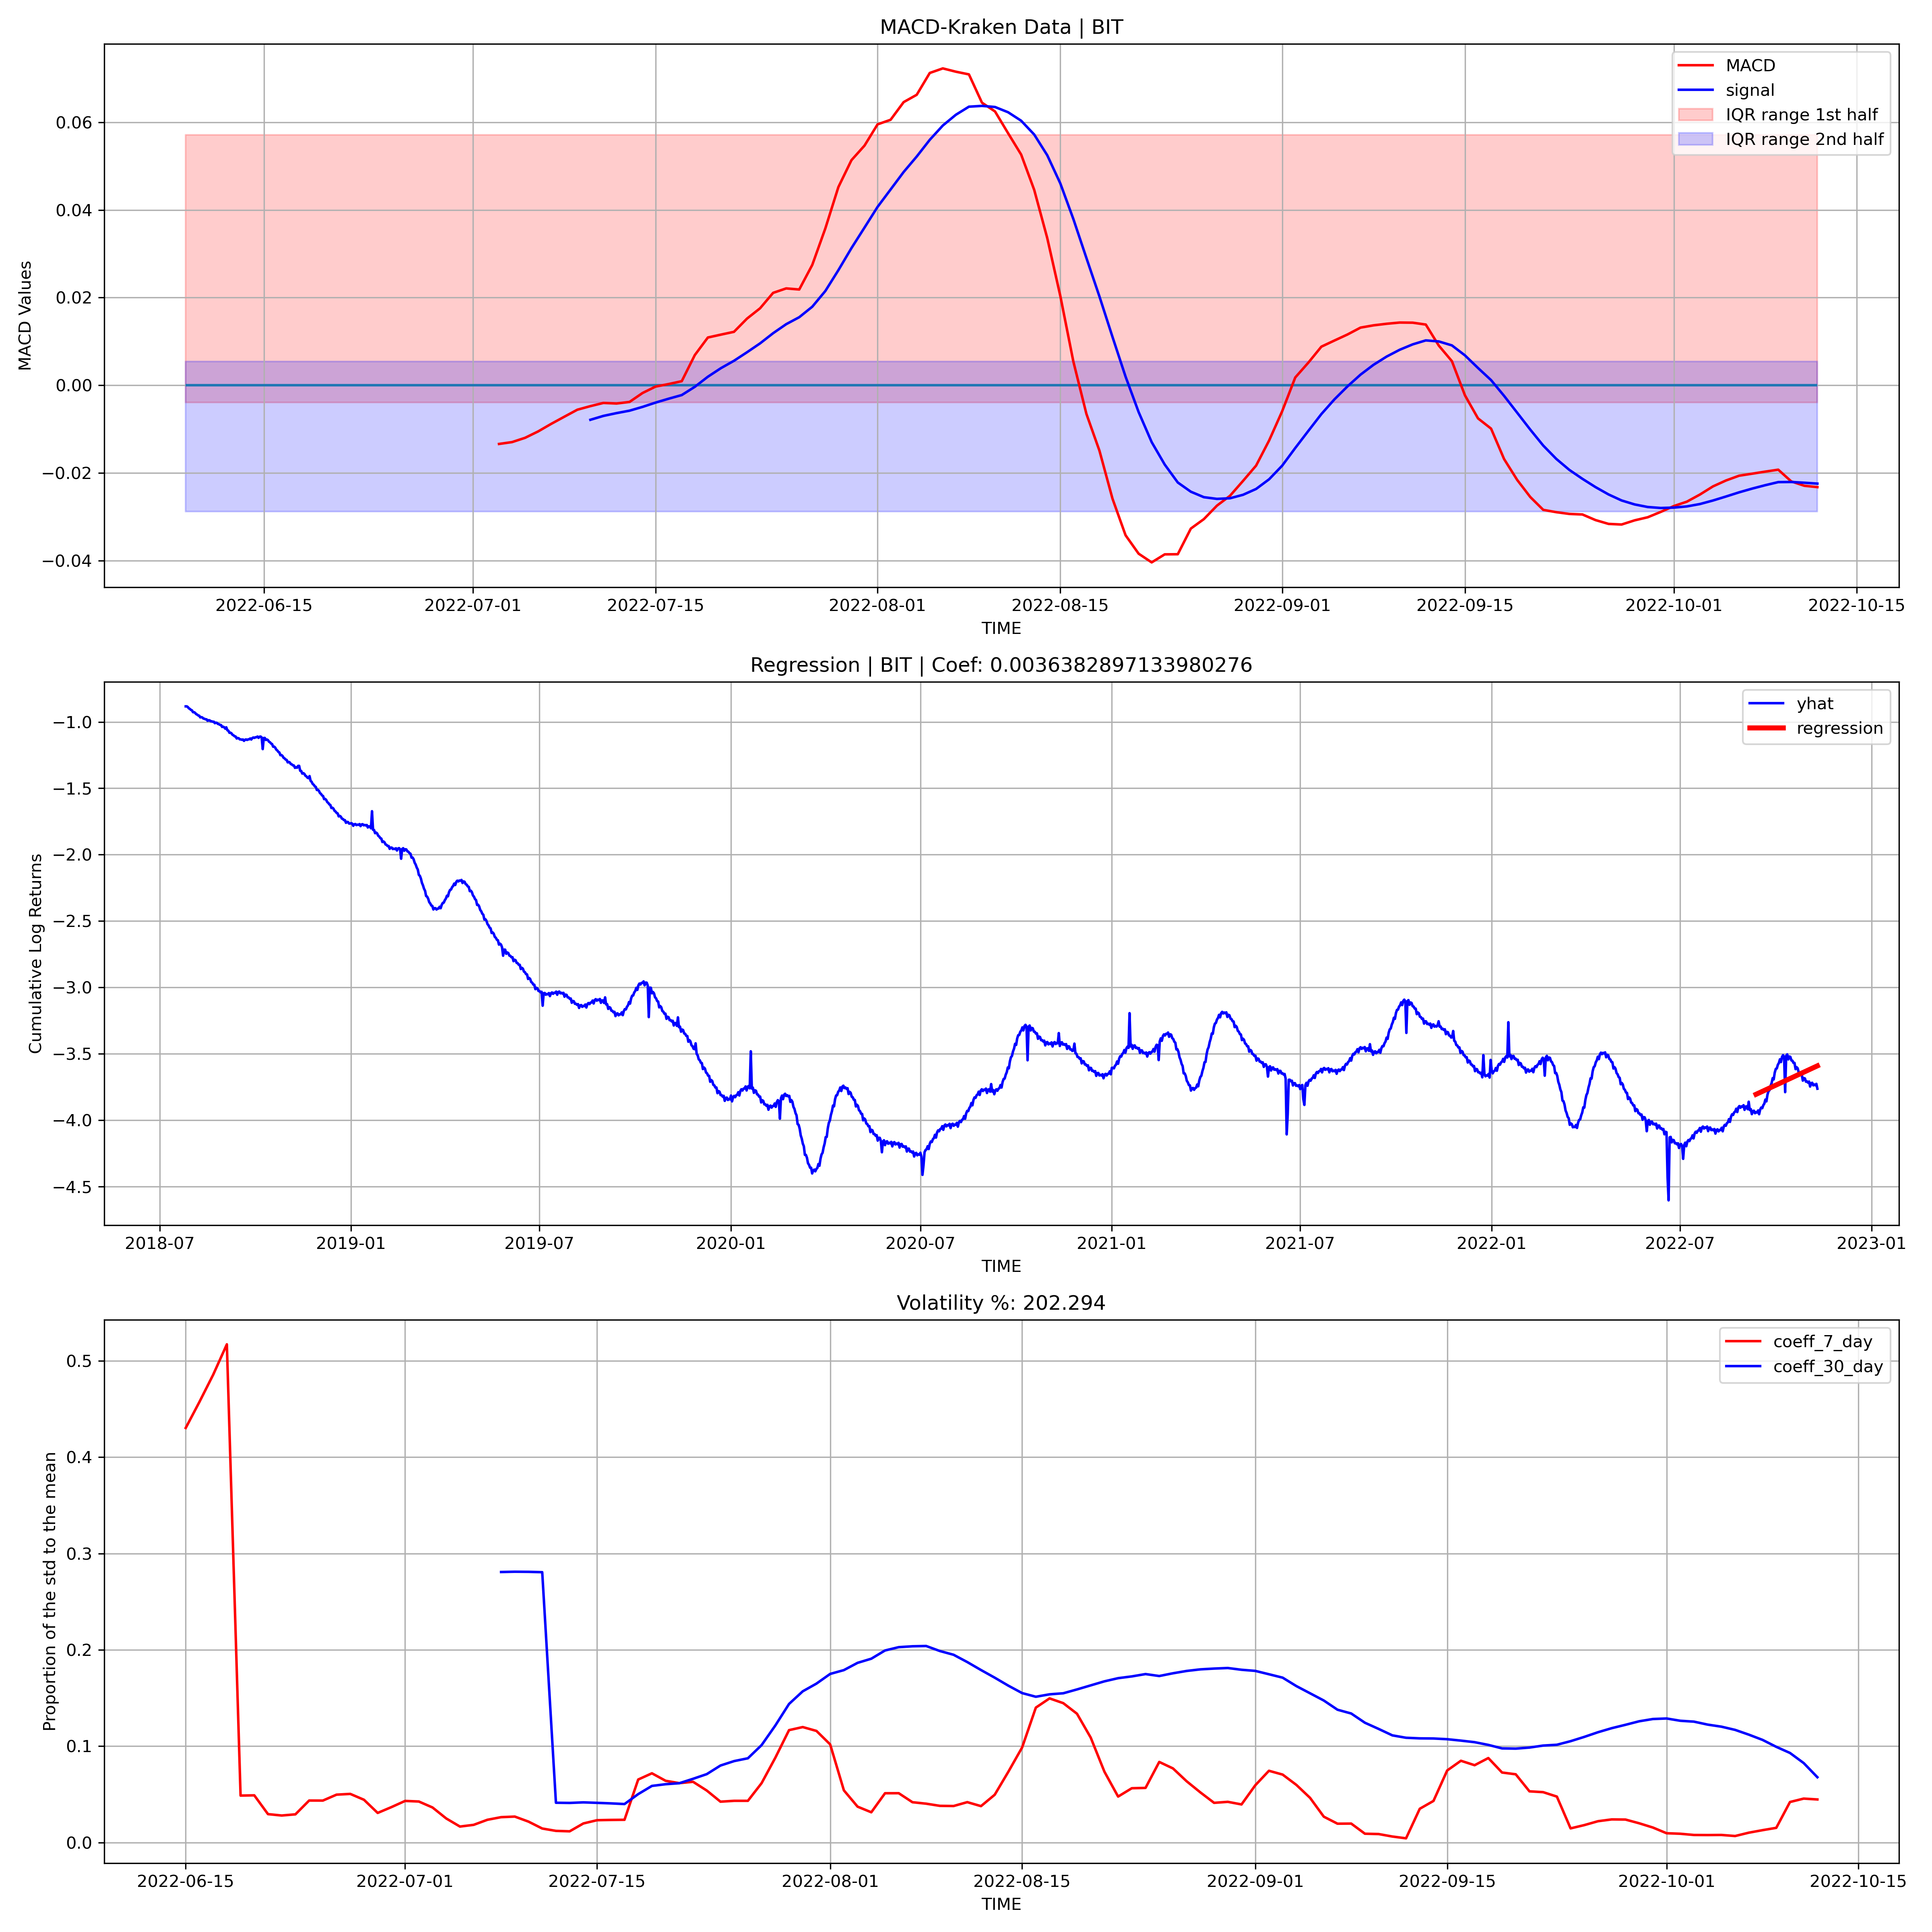 MACD-Kraken Data | BIT
MACD
signal
IQR range 1st half
IQR range 2nd half
MACD Values
0.06
0.04
0.02
0.00
−0.02
−0.04
2022-06-15 2022-07-01 2022-07-15 2022-08-01 2022-08-15 2022-09-01 2022-09-15 2022-10-01 2022-10-15
TIME
Regression | BIT | Coef: 0.0036382897133980276
yhat
regression
Cumulative Log Returns
−1.0
−1.5
−2.0
−2.5
−3.0
−3.5
−4.0
−4.5
2018-07 2019-01 2019-07 2020-01 2020-07 2021-01 2021-07 2022-01 2022-07 2023-01
TIME
Volatility %: 202.294
coeff_7_day
coeff_30_day
Proportion of the std to the mean
0.5
0.4
0.3
0.2
0.1
0.0
2022-06-15 2022-07-01 2022-07-15 2022-08-01 2022-08-15 2022-09-01 2022-09-15 2022-10-01 2022-10-15
TIME